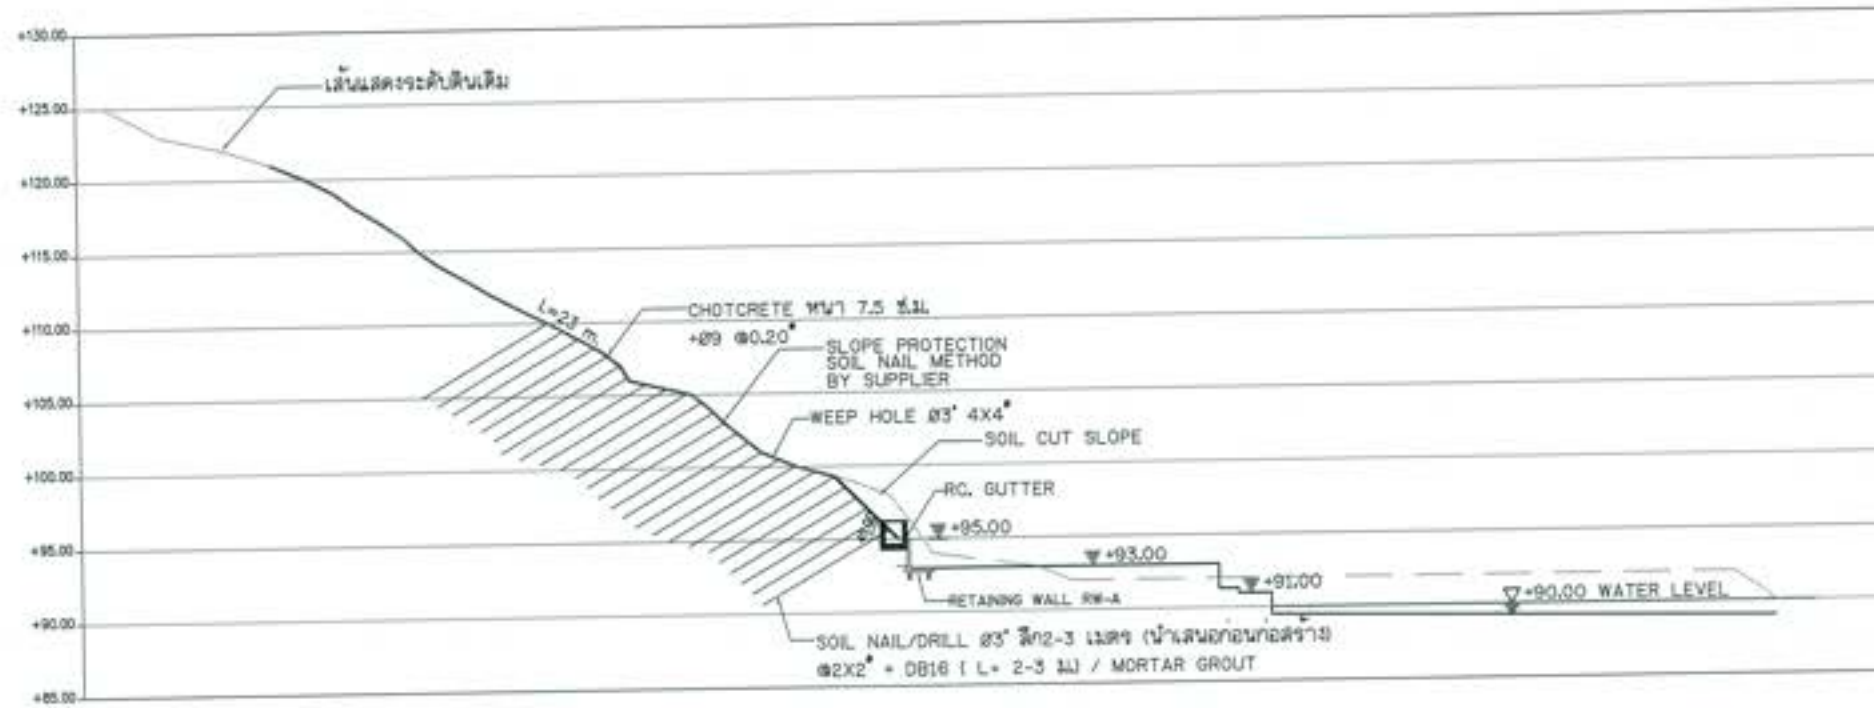 +130.00
เส้นแสดงระดับดินเดิม
+125.00
+120.00
+115.00
+110.00
L=23 m.
CHOTCRETE หนา 7.5 ซ.ม.
+Ø9 @0.20#
SLOPE PROTECTION
SOIL NAIL METHOD
BY SUPPLIER
+105.00
WEEP HOLE Ø3" 4X4#
SOIL CUT SLOPE
+100.00
RC. GUTTER
+95.00
+95.00
+93.00
+91.00
+90.00 WATER LEVEL
RETAINING WALL RW-A
+90.00
SOIL NAIL/DRILL Ø3" ลึก2-3 เมตร (นำเสนอก่อนก่อสร้าง)
@2X2# + DB16 ( L= 2-3 ม.) / MORTAR GROUT
+85.00